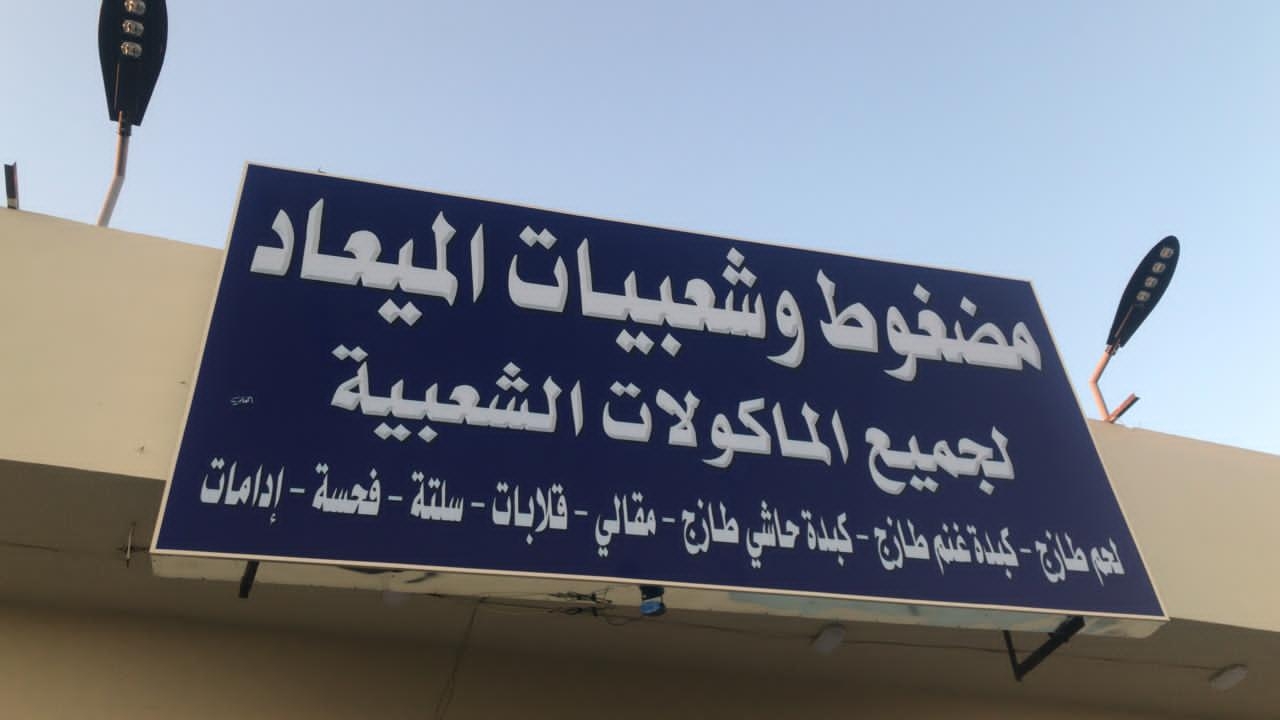 مضغوط وشعبيات الميعاد
لجميع الماكولات الشعبية
لحم طازج - كبدة غنم طازج - كبدة حاشي طازج - مقالي - قلابات - سلتة - فحسة - إدامات